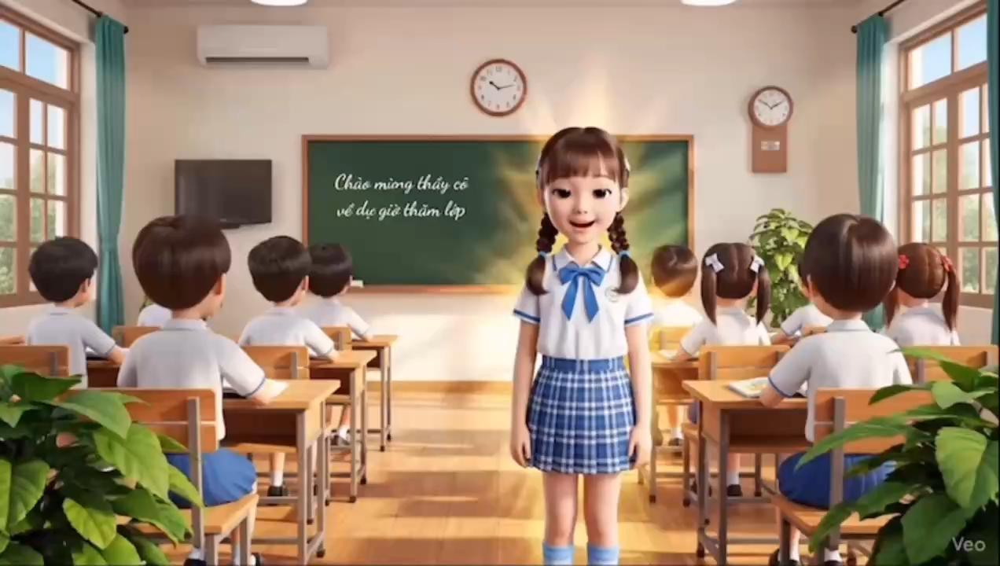 Chào mừng thầy cô
về dự giờ thăm lớp
Veo